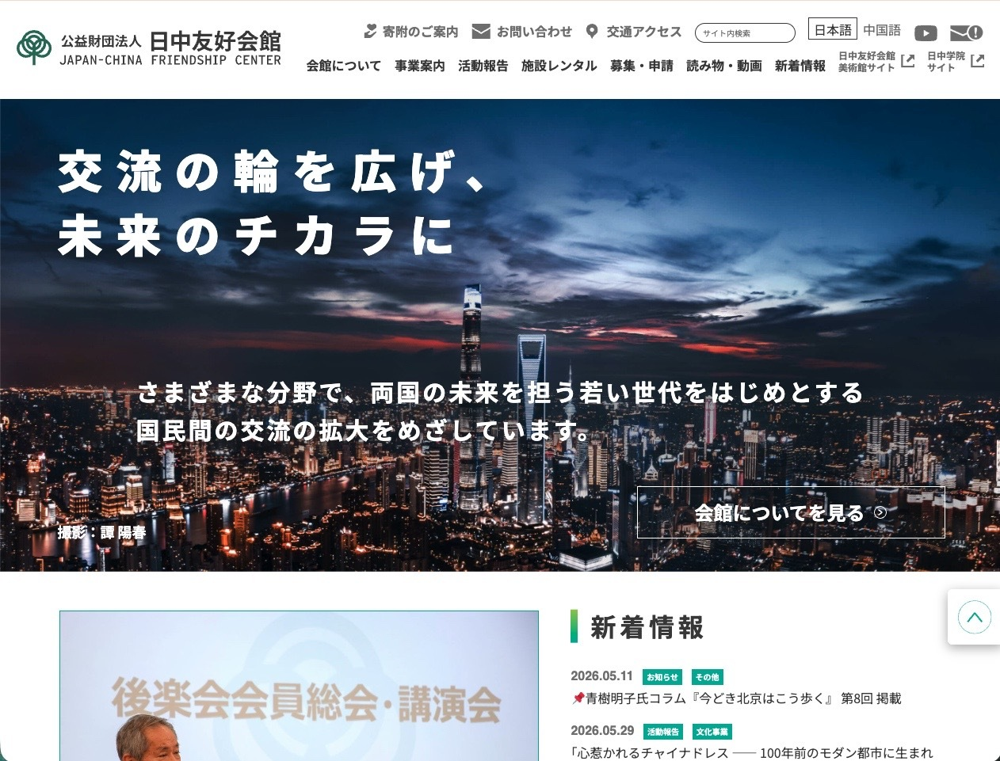 公益財団法人 日中友好会館
JAPAN-CHINA FRIENDSHIP CENTER
寄附のご案内 お問い合わせ 交通アクセス サイト内検索 日本語 中国語
会館について 事業案内 活動報告 施設レンタル 募集・申請 読み物・動画 新着情報
日中友好会館
美術館サイト
日中学院
サイト
交流の輪を広げ、
未来のチカラに
さまざまな分野で、両国の未来を担う若い世代をはじめとする
国民間の交流の拡大をめざしています。
会館についてを見る
撮影：譚 陽春
後楽会会員総会・講演会
新着情報
2026.05.11 お知らせ その他
📌青樹明子氏コラム『今どき北京はこう歩く』 第8回 掲載
2026.05.29 活動報告 文化事業
「心惹かれるチャイナドレス —— 100年前のモダン都市に生まれ